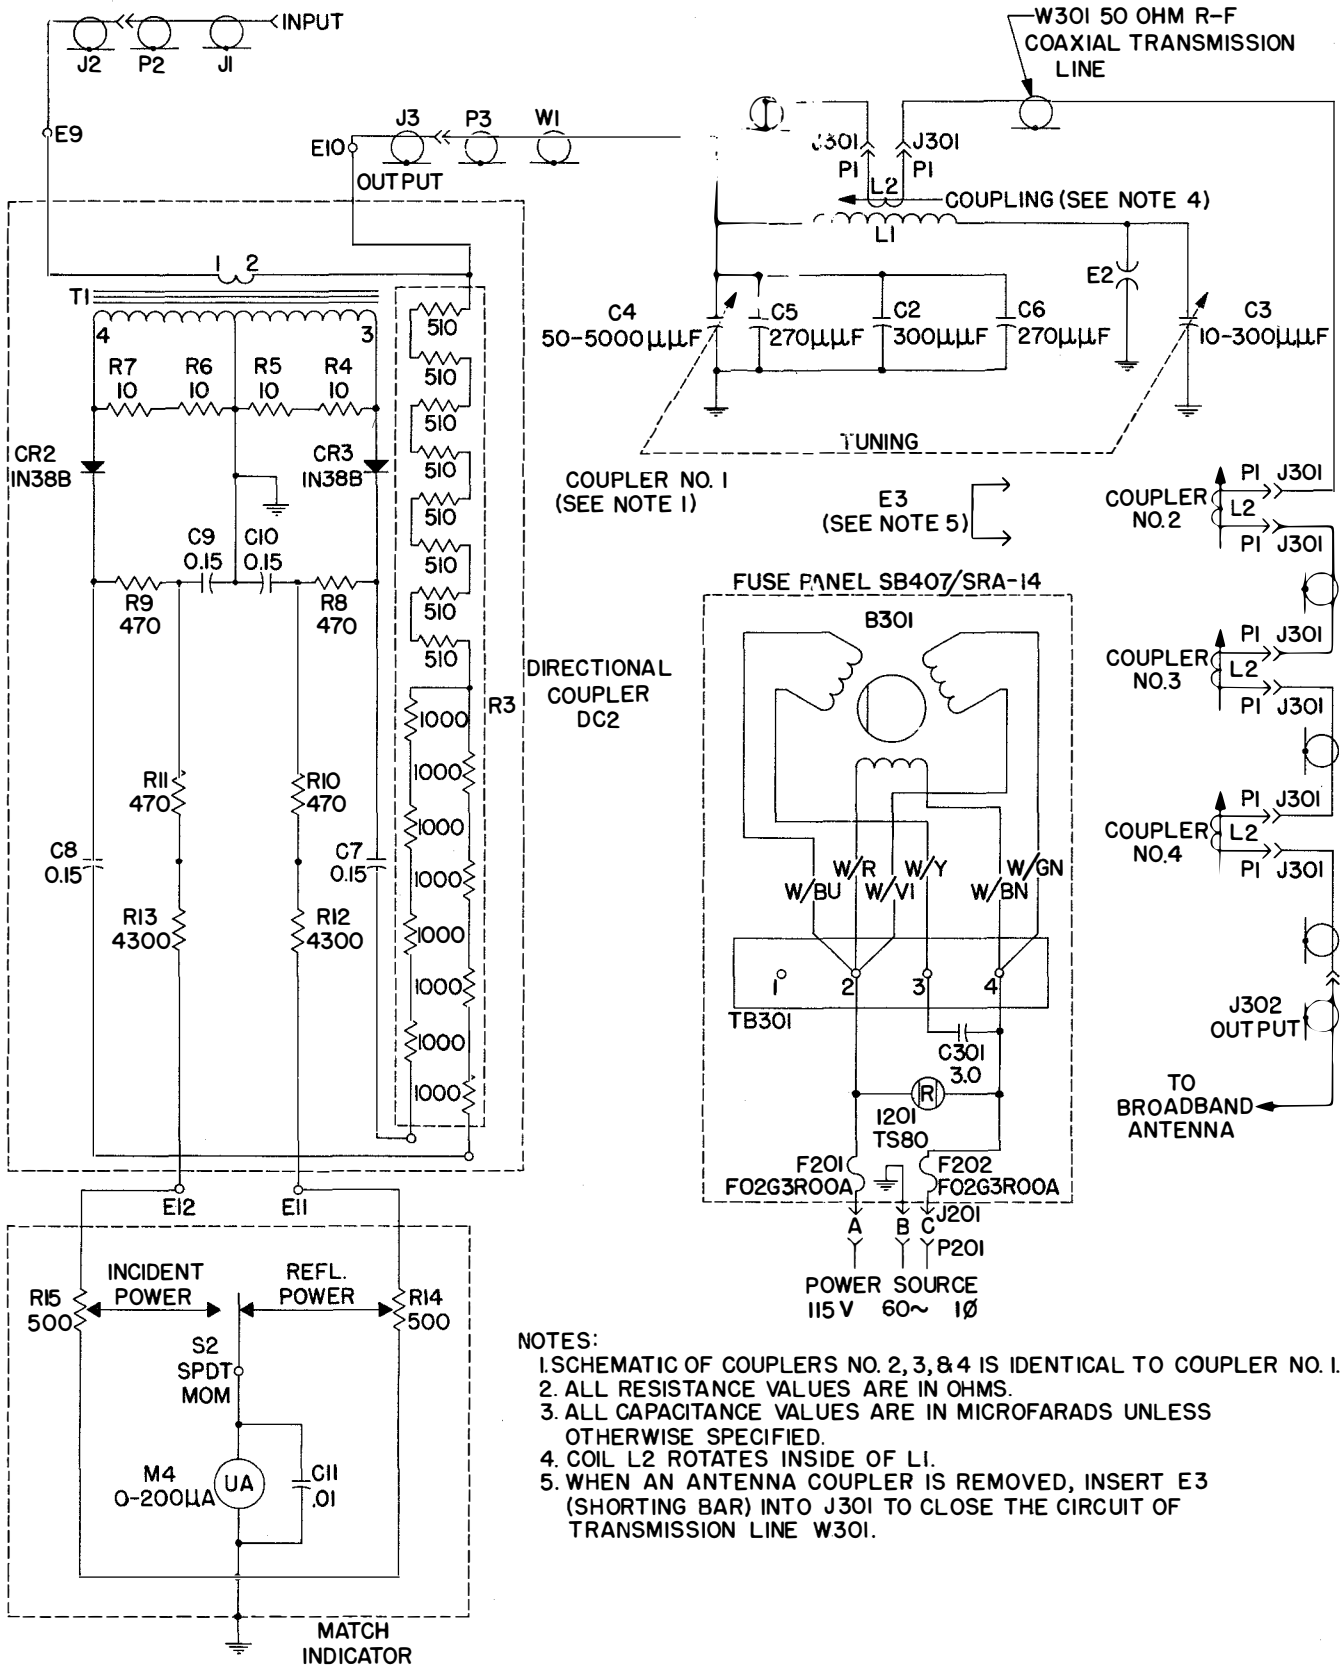 INPUT
J2 P2 J1
E9
J3 P3 W1
E10
OUTPUT
W301 50 OHM R-F
COAXIAL TRANSMISSION
LINE
J301 J301
P1 P1
L2
COUPLING (SEE NOTE 4)
L1
E2
C4
50-5000µµF
C5
270µµF
C2
300µµF
C6
270µµF
C3
10-300µµF
TUNING
COUPLER NO. 1
(SEE NOTE 1)
E3
(SEE NOTE 5)
1 2
T1
4 3
R7 R6 R5 R4
10 10 10 10
CR2
IN38B
CR3
IN38B
C9 C10
0.15 0.15
R9
470
R8
470
510
510
510
510
510
510
510
510
R3
1000
1000
1000
1000
1000
1000
1000
1000
DIRECTIONAL
COUPLER
DC2
R11
470
R10
470
C8
0.15
C7
0.15
R13
4300
R12
4300
E12 E11
INCIDENT
POWER
REFL.
POWER
R15
500
R14
500
S2
SPDT
MOM
M4
0-200µA
UA
C11
.01
MATCH
INDICATOR
FUSE PANEL SB407/SRA-14
B301
W/BU W/R W/VI W/Y W/BN W/GN
1 2 3 4
TB301
C301
3.0
R
I201
TS80
F201
F02G3R00A
F202
F02G3R00A
J201
A B C
P201
POWER SOURCE
115 V 60~ 1Ø
COUPLER
NO. 2
P1 J301
L2
P1 J301
COUPLER
NO.3
P1 J301
L2
P1 J301
COUPLER
NO.4
P1 J301
L2
P1 J301
J302
OUTPUT
TO
BROADBAND
ANTENNA
NOTES:
1. SCHEMATIC OF COUPLERS NO. 2, 3, & 4 IS IDENTICAL TO COUPLER NO. 1.
2. ALL RESISTANCE VALUES ARE IN OHMS.
3. ALL CAPACITANCE VALUES ARE IN MICROFARADS UNLESS
OTHERWISE SPECIFIED.
4. COIL L2 ROTATES INSIDE OF L1.
5. WHEN AN ANTENNA COUPLER IS REMOVED, INSERT E3
(SHORTING BAR) INTO J301 TO CLOSE THE CIRCUIT OF
TRANSMISSION LINE W301.